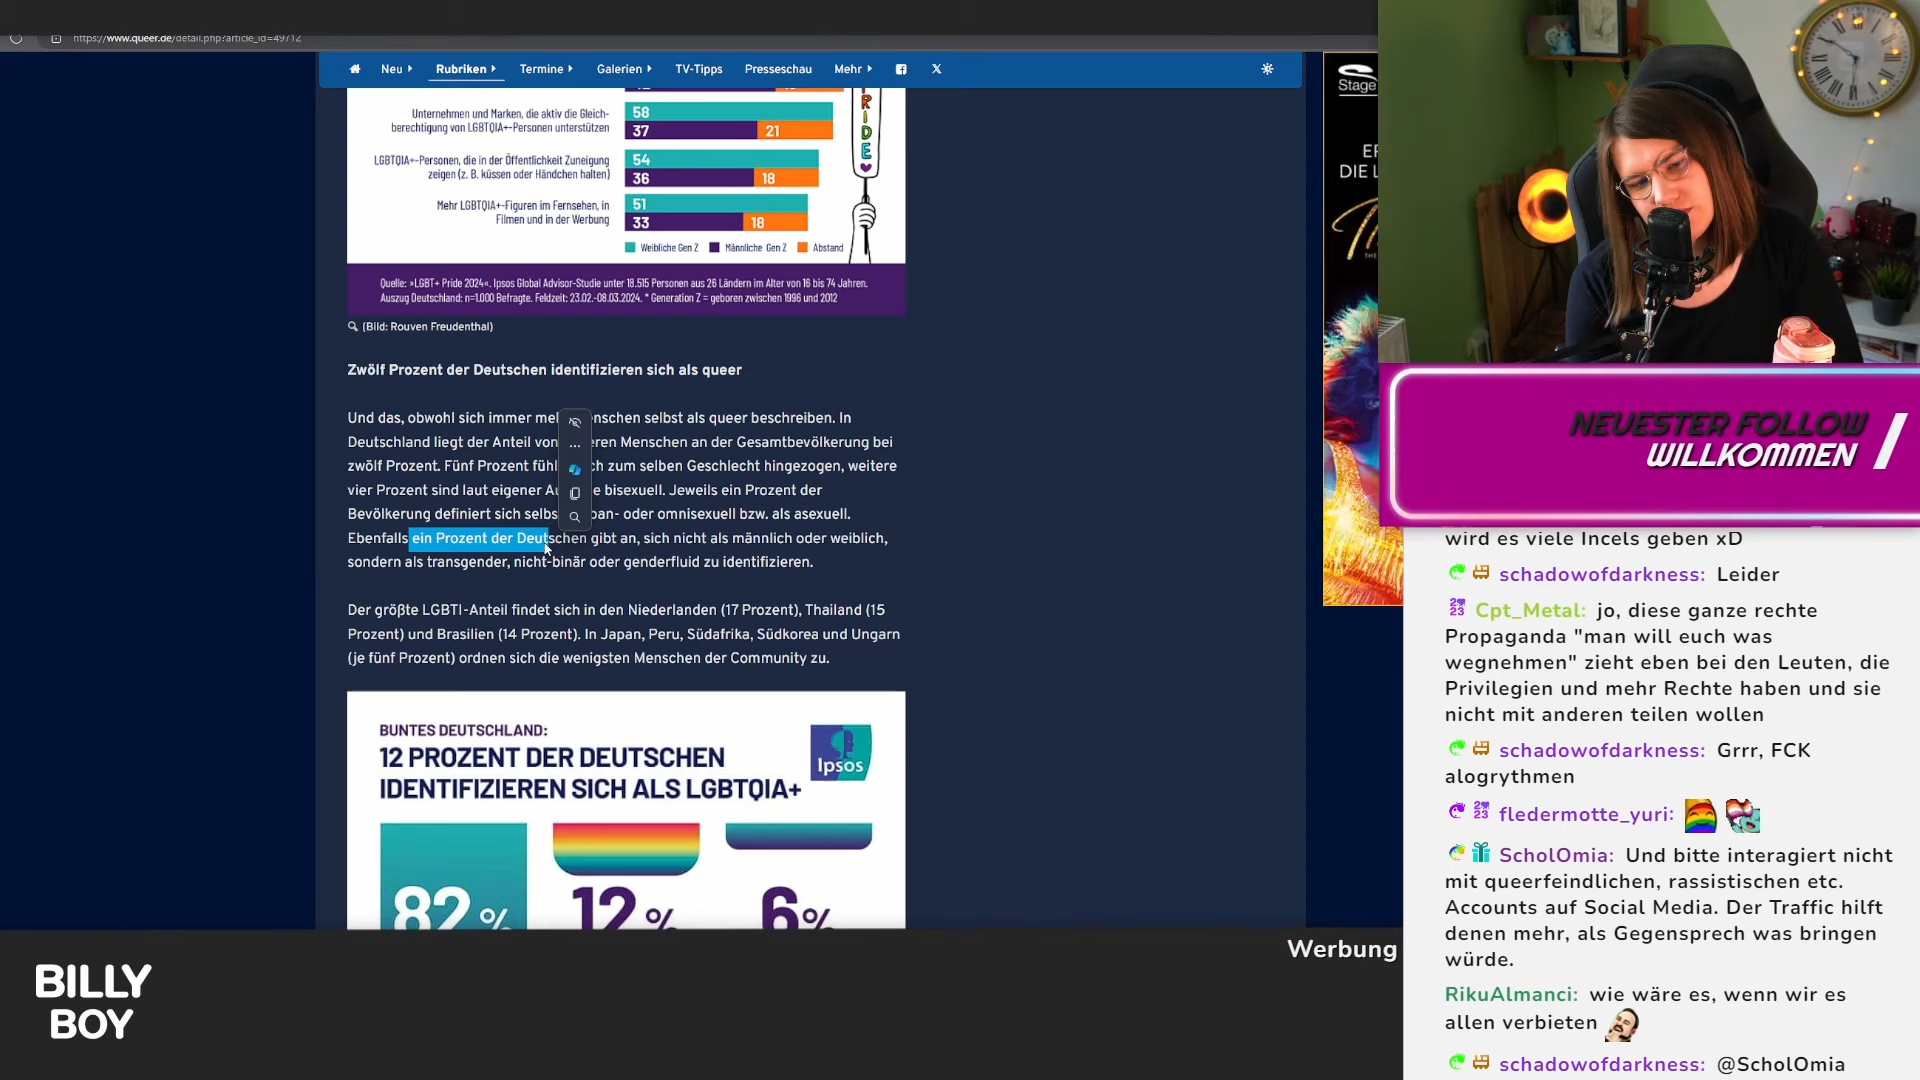 https://www.queer.de/detail.php?article_id=49712
Neu
Rubriken
Termine
Galerien
TV-Tipps
Presseschau
Mehr
Unternehmen und Marken, die aktiv die Gleich-
berechtigung von LGBTQIA+-Personen unterstützen
58
37
21
LGBTQIA+-Personen, die in der Öffentlichkeit Zuneigung
zeigen (z. B. küssen oder Händchen halten)
54
36
18
Mehr LGBTQIA+-Figuren im Fernsehen, in
Filmen und in der Werbung
51
33
18
Weibliche Gen Z
Männliche Gen Z
Abstand
RIDE
Quelle: »LGBT+ Pride 2024«. Ipsos Global Advisor-Studie unter 18.515 Personen aus 26 Ländern im Alter von 16 bis 74 Jahren.
Auszug Deutschland: n=1.000 Befragte. Feldzeit: 23.02.-08.03.2024. * Generation Z = geboren zwischen 1996 und 2012
(Bild: Rouven Freudenthal)
Zwölf Prozent der Deutschen identifizieren sich als queer
Und das, obwohl sich immer me nschen selbst als queer beschreiben. In
Deutschland liegt der Anteil von eren Menschen an der Gesamtbevölkerung bei
zwölf Prozent. Fünf Prozent fühl ch zum selben Geschlecht hingezogen, weitere
vier Prozent sind laut eigener Au e bisexuell. Jeweils ein Prozent der
Bevölkerung definiert sich selbs pan- oder omnisexuell bzw. als asexuell.
Ebenfalls ein Prozent der Deutschen gibt an, sich nicht als männlich oder weiblich,
sondern als transgender, nicht-binär oder genderfluid zu identifizieren.
Der größte LGBTI-Anteil findet sich in den Niederlanden (17 Prozent), Thailand (15
Prozent) und Brasilien (14 Prozent). In Japan, Peru, Südafrika, Südkorea und Ungarn
(je fünf Prozent) ordnen sich die wenigsten Menschen der Community zu.
BUNTES DEUTSCHLAND:
12 PROZENT DER DEUTSCHEN
IDENTIFIZIEREN SICH ALS LGBTQIA+
Ipsos
82%
12%
6%
Stage
DIE L
NEUESTER FOLLOW
WILLKOMMEN
wird es viele Incels geben xD
schadowofdarkness: Leider
Cpt_Metal: jo, diese ganze rechte
Propaganda "man will euch was
wegnehmen" zieht eben bei den Leuten, die
Privilegien und mehr Rechte haben und sie
nicht mit anderen teilen wollen
schadowofdarkness: Grrr, FCK
alogrythmen
fledermotte_yuri:
ScholOmia: Und bitte interagiert nicht
mit queerfeindlichen, rassistischen etc.
Accounts auf Social Media. Der Traffic hilft
denen mehr, als Gegensprech was bringen
würde.
RikuAlmanci: wie wäre es, wenn wir es
allen verbieten
schadowofdarkness: @ScholOmia
Werbung
BILLY
BOY